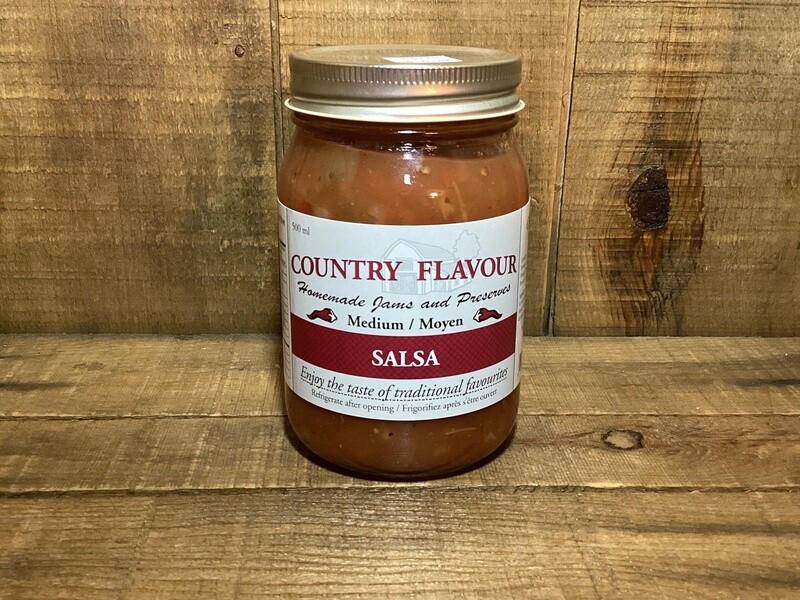 500 ml
COUNTRY FLAVOUR
Homemade Jams and Preserves
Medium / Moyen
SALSA
Enjoy the taste of traditional favourites
Refrigerate after opening / Frigorifiez après s'être ouvert